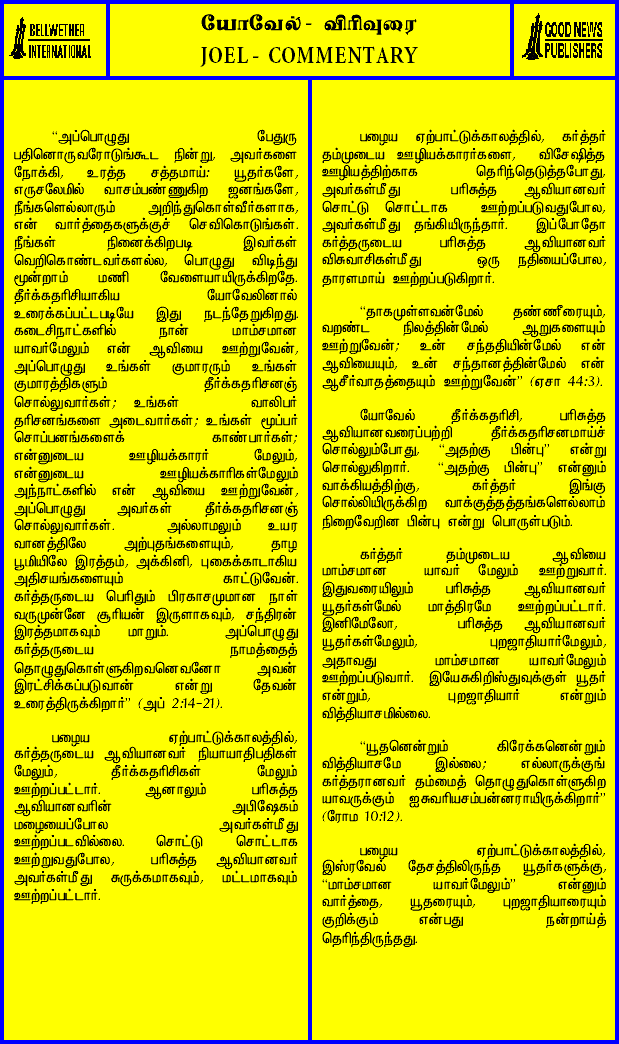 BELLWETHER
INTERNATIONAL
யோவேல் - விரிவுரை
JOEL - COMMENTARY
GOOD NEWS
PUBLISHERS
“அப்பொழுது பேதுரு
பதினொருவரோடுங்கூட நின்று, அவர்களை
நோக்கி, உரத்த சத்தமாய்: யூதர்களே,
எருசலேமில் வாசம்பண்ணுகிற ஜனங்களே,
நீங்களெல்லாரும் அறிந்துகொள்வீர்களாக,
என் வார்த்தைகளுக்குச் செவிகொடுங்கள்.
நீங்கள் நினைக்கிறபடி இவர்கள்
வெறிகொண்டவர்களல்ல, பொழுது விடிந்து
மூன்றாம் மணி வேளையாயிருக்கிறதே.
தீர்க்கதரிசியாகிய யோவேலினால்
உரைக்கப்பட்டபடியே இது நடந்தேறுகிறது.
கடைசிநாட்களில் நான் மாம்சமான
யாவர்மேலும் என் ஆவியை ஊற்றுவேன்,
அப்பொழுது உங்கள் குமாரரும் உங்கள்
குமாரத்திகளும் தீர்க்கதரிசனஞ்
சொல்லுவார்கள்; உங்கள் வாலிபர்
தரிசனங்களை அடைவார்கள்; உங்கள் மூப்பர்
சொப்பனங்களைக் காண்பார்கள்;
என்னுடைய ஊழியக்காரர் மேலும்,
என்னுடைய ஊழியக்காரிகள்மேலும்
அந்நாட்களில் என் ஆவியை ஊற்றுவேன்,
அப்பொழுது அவர்கள் தீர்க்கதரிசனஞ்
சொல்லுவார்கள். அல்லாமலும் உயர
வானத்திலே அற்புதங்களையும், தாழ
பூமியிலே இரத்தம், அக்கினி, புகைக்காடாகிய
அதிசயங்களையும் காட்டுவேன்.
கர்த்தருடைய பெரிதும் பிரகாசமுமான நாள்
வருமுன்னே சூரியன் இருளாகவும், சந்திரன்
இரத்தமாகவும் மாறும். அப்பொழுது
கர்த்தருடைய நாமத்தைத்
தொழுதுகொள்ளுகிறவனெவனோ அவன்
இரட்சிக்கப்படுவான் என்று தேவன்
உரைத்திருக்கிறார்” (அப் 2:14-21).
பழைய ஏற்பாட்டுக்காலத்தில்,
கர்த்தருடைய ஆவியானவர் நியாயாதிபதிகள்
மேலும், தீர்க்கதரிசிகள் மேலும்
ஊற்றப்பட்டார். ஆனாலும் பரிசுத்த
ஆவியானவரின் அபிஷேகம்
மழையைப்போல அவர்கள்மீது
ஊற்றப்படவில்லை. சொட்டு சொட்டாக
ஊற்றுவதுபோல, பரிசுத்த ஆவியானவர்
அவர்கள்மீது சுருக்கமாகவும், மட்டமாகவும்
ஊற்றப்பட்டார்.
பழைய ஏற்பாட்டுக்காலத்தில், கர்த்தர்
தம்முடைய ஊழியக்காரர்களை, விசேஷித்த
ஊழியத்திற்காக தெரிந்தெடுத்தபோது,
அவர்கள்மீது பரிசுத்த ஆவியானவர்
சொட்டு சொட்டாக ஊற்றப்படுவதுபோல,
அவர்கள்மீது தங்கியிருந்தார். இப்போதோ
கர்த்தருடைய பரிசுத்த ஆவியானவர்
விசுவாசிகள்மீது ஒரு நதியைப்போல,
தாரளமாய் ஊற்றப்படுகிறார்.
“தாகமுள்ளவன்மேல் தண்ணீரையும்,
வறண்ட நிலத்தின்மேல் ஆறுகளையும்
ஊற்றுவேன்; உன் சந்ததியின்மேல் என்
ஆவியையும், உன் சந்தானத்தின்மேல் என்
ஆசீர்வாதத்தையும் ஊற்றுவேன்” (ஏசா 44:3).
யோவேல் தீர்க்கதரிசி, பரிசுத்த
ஆவியானவரைப்பற்றி தீர்க்கதரிசனமாய்ச்
சொல்லும்போது, “அதற்கு பின்பு” என்று
சொல்லுகிறார். “அதற்கு பின்பு” என்னும்
வாக்கியத்திற்கு, கர்த்தர் இங்கு
சொல்லியிருக்கிற வாக்குத்தத்தங்களெல்லாம்
நிறைவேறின பின்பு என்று பொருள்படும்.
கர்த்தர் தம்முடைய ஆவியை
மாம்சமான யாவர் மேலும் ஊற்றுவார்.
இதுவரையிலும் பரிசுத்த ஆவியானவர்
யூதர்கள்மேல் மாத்திரமே ஊற்றப்பட்டார்.
இனிமேலோ, பரிசுத்த ஆவியானவர்
யூதர்கள்மேலும், புறஜாதியார்மேலும்,
அதாவது மாம்சமான யாவர்மேலும்
ஊற்றப்படுவார். இயேசுகிறிஸ்துவுக்குள் யூதர்
என்றும், புறஜாதியார் என்றும்
வித்தியாசமில்லை.
“யூதனென்றும் கிரேக்கனென்றும்
வித்தியாசமே இல்லை; எல்லாருக்குங்
கர்த்தரானவர் தம்மைத் தொழுதுகொள்ளுகிற
யாவருக்கும் ஐசுவரியசம்பன்னராயிருக்கிறார்”
(ரோம 10:12).
பழைய ஏற்பாட்டுக்காலத்தில்,
இஸ்ரவேல் தேசத்திலிருந்த யூதர்களுக்கு,
“மாம்சமான யாவர்மேலும்” என்னும்
வார்த்தை, யூதரையும், புறஜாதியாரையும்
குறிக்கும் என்பது நன்றாய்த்
தெரிந்திருந்தது.